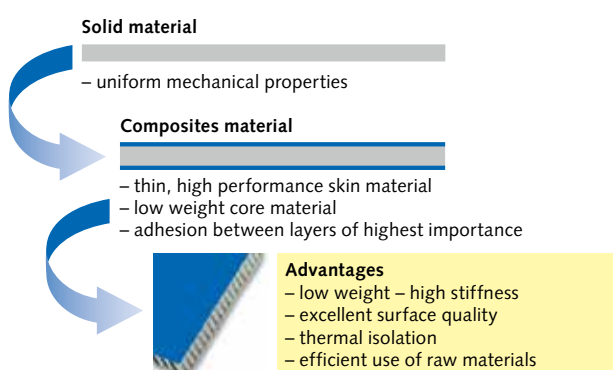 Solid material
– uniform mechanical properties
Composites material
– thin, high performance skin material
– low weight core material
– adhesion between layers of highest importance
Advantages
– low weight – high stiffness
– excellent surface quality
– thermal isolation
– efficient use of raw materials